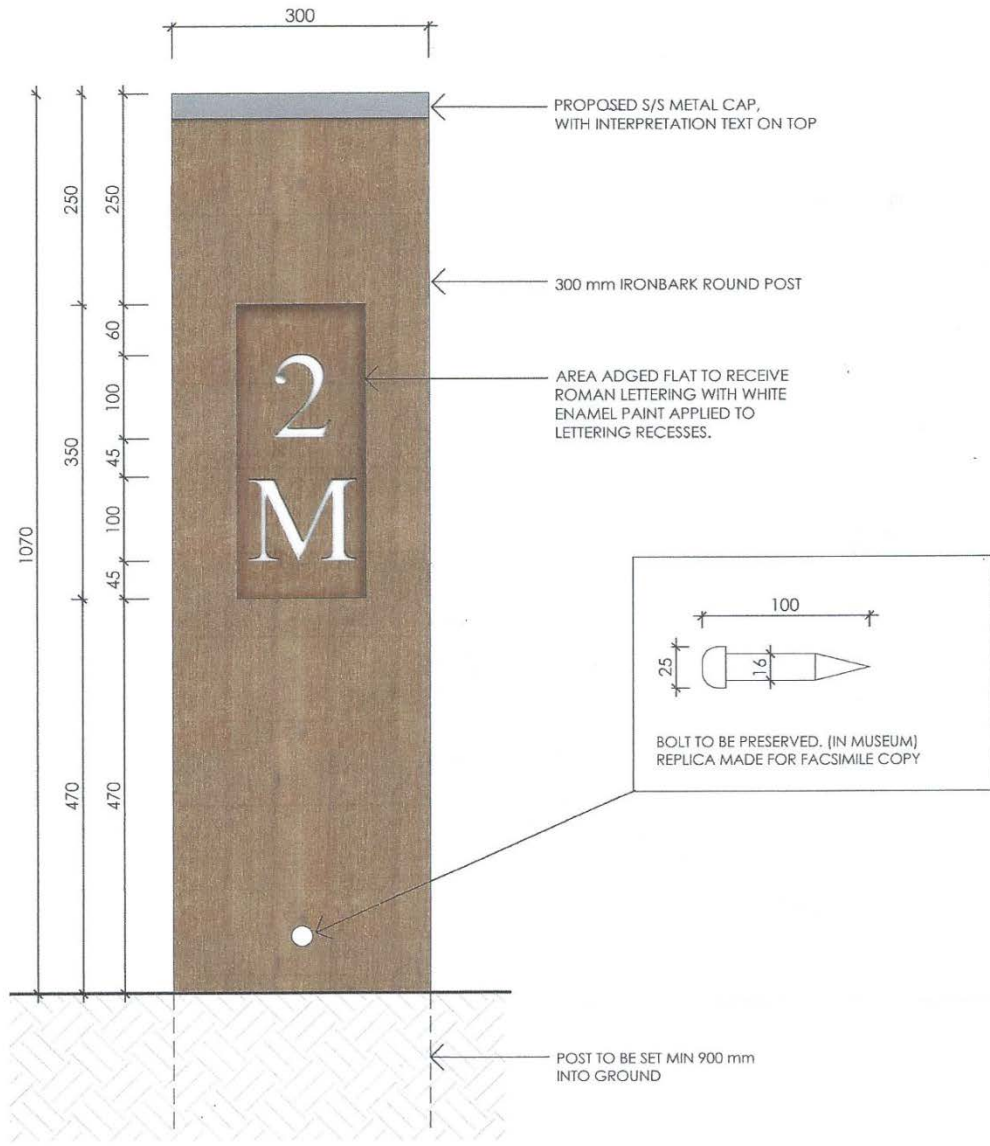 300
PROPOSED S/S METAL CAP,
WITH INTERPRETATION TEXT ON TOP
250
250
300 mm IRONBARK ROUND POST
60
AREA ADGED FLAT TO RECEIVE
ROMAN LETTERING WITH WHITE
ENAMEL PAINT APPLIED TO
LETTERING RECESSES.
2
100
350
45
M
100
1070
45
100
25
16
BOLT TO BE PRESERVED. (IN MUSEUM)
REPLICA MADE FOR FACSIMILE COPY
470
470
POST TO BE SET MIN 900 mm
INTO GROUND